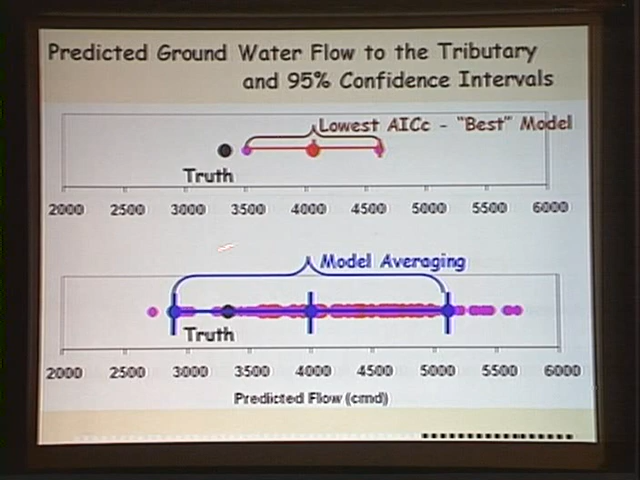 Predicted Ground Water Flow to the Tributary
and 95% Confidence Intervals
Lowest AICc - "Best" Model
Truth
2000 2500 3000 3500 4000 4500 5000 5500 6000
Model Averaging
Truth
2000 2500 3000 3500 4000 4500 5000 5500 6000
Predicted Flow (cmd)